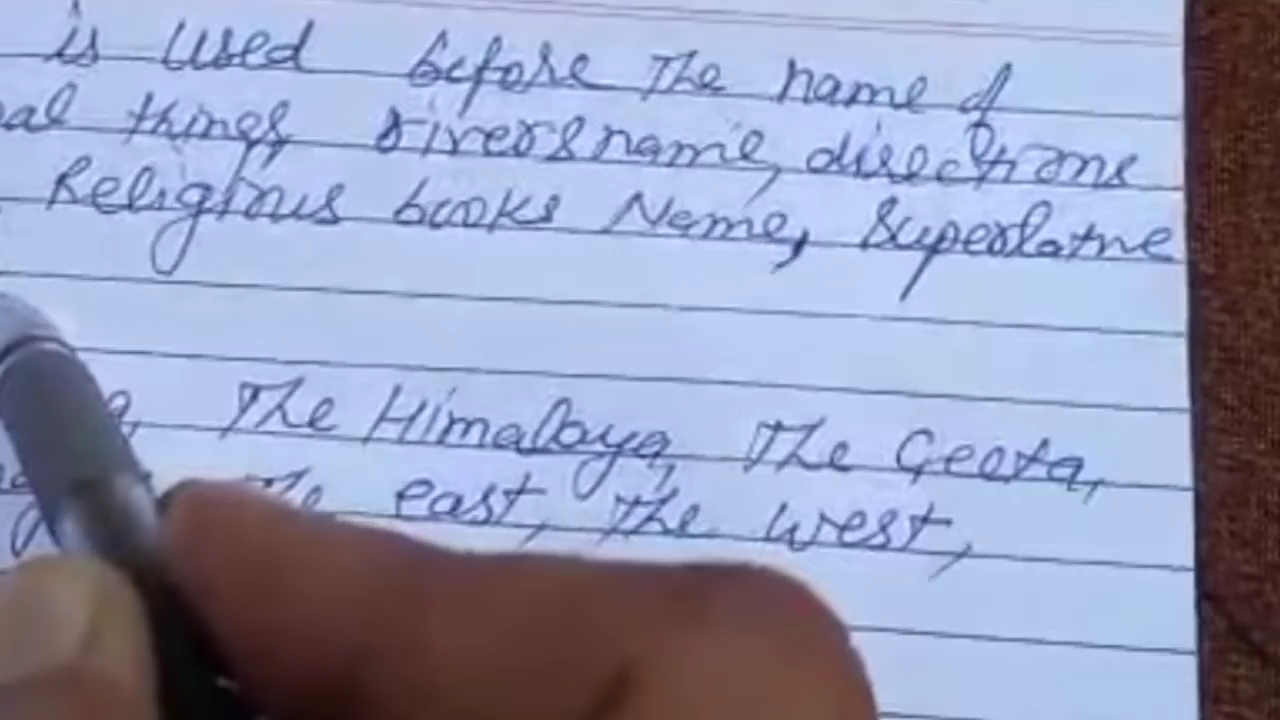 is used before the name of
things, rivers name, directions
Religious books Name, Superlative
The Himalaya, The Geeta,
east, the west,